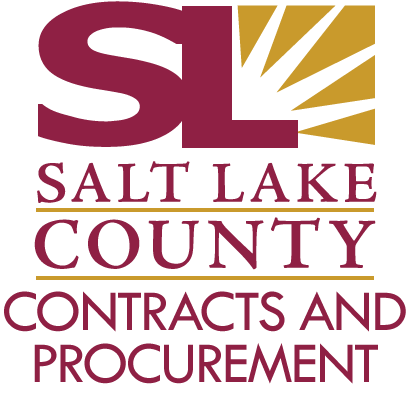 SL
SALT LAKE
COUNTY
CONTRACTS AND
PROCUREMENT